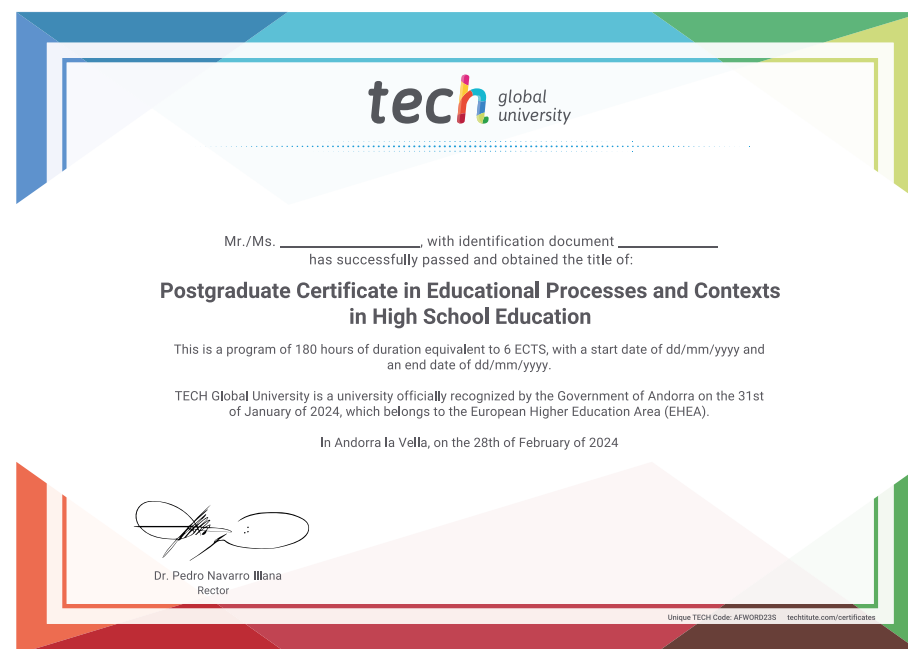 tech global
university
Mr./Ms. ____________________, with identification document ______________
has successfully passed and obtained the title of:
Postgraduate Certificate in Educational Processes and Contexts
in High School Education
This is a program of 180 hours of duration equivalent to 6 ECTS, with a start date of dd/mm/yyyy and
an end date of dd/mm/yyyy.
TECH Global University is a university officially recognized by the Government of Andorra on the 31st
of January of 2024, which belongs to the European Higher Education Area (EHEA).
In Andorra la Vella, on the 28th of February of 2024
Dr. Pedro Navarro Illana
Rector
Unique TECH Code: AFWORD23S techtitute.com/certificates